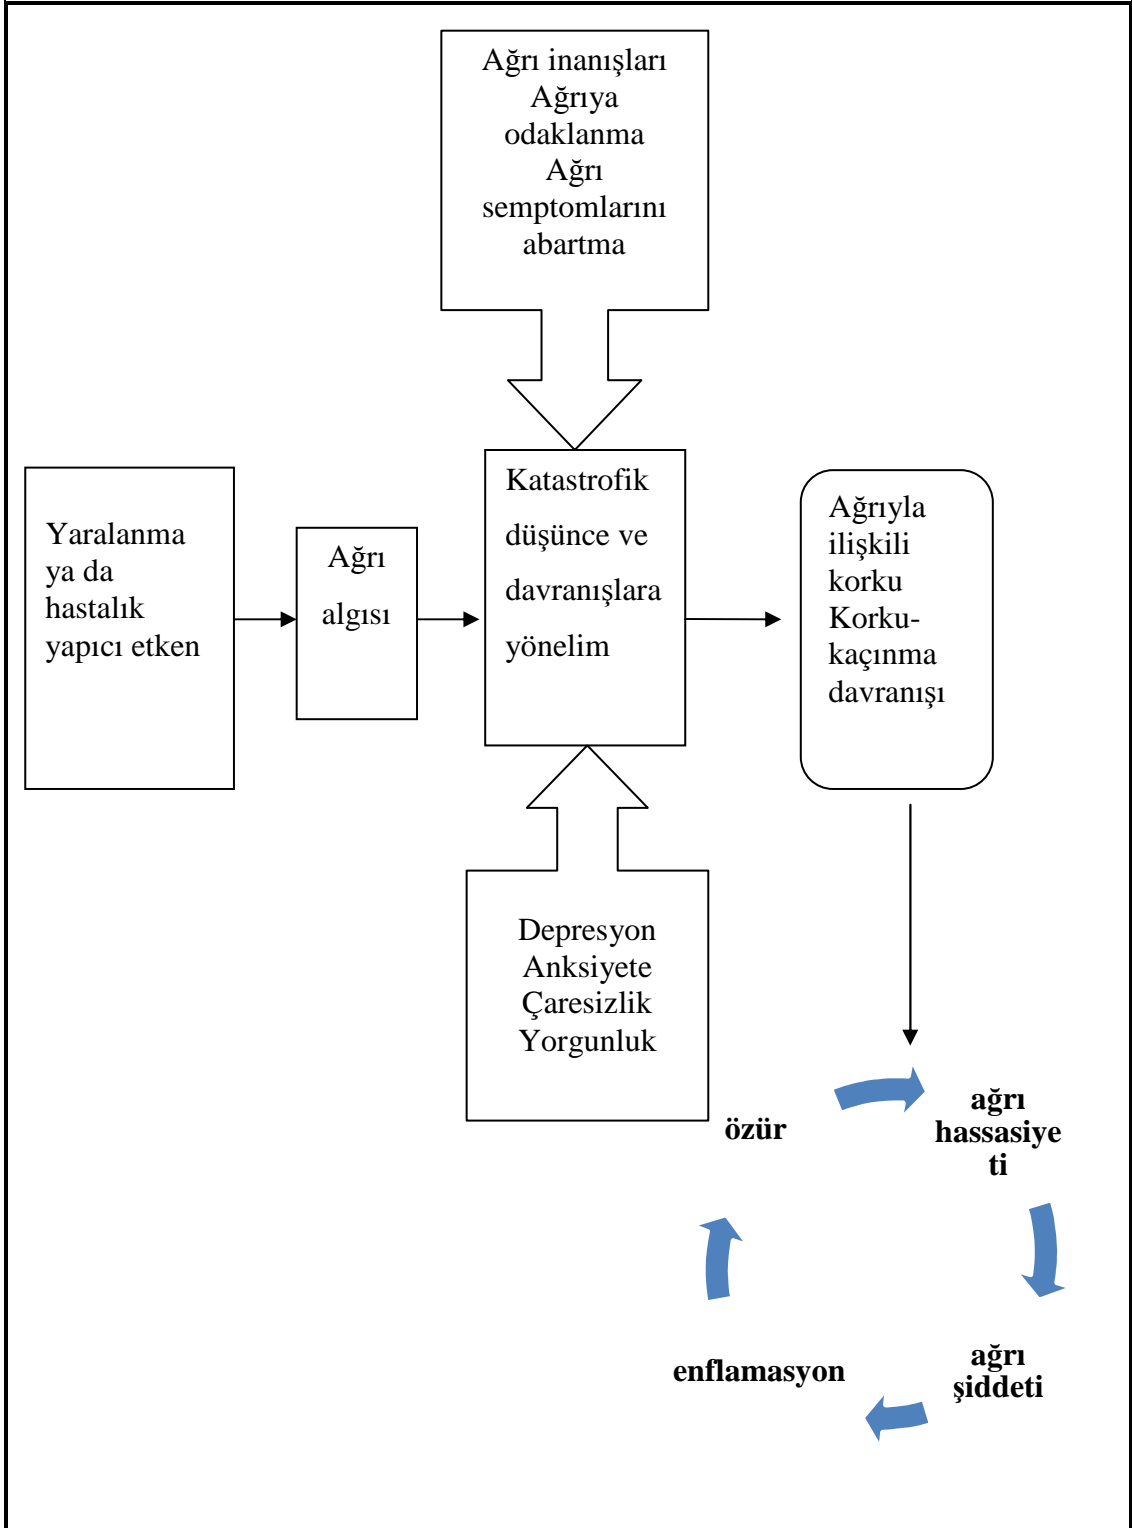 Ağrı inanışları
Ağrıya
odaklanma
Ağrı
semptomlarını
abartma
Yaralanma
ya da
hastalık
yapıcı etken
Ağrı
algısı
Katastrofik
düşünce ve
davranışlara
yönelim
Ağrıyla
ilişkili
korku
Korku-
kaçınma
davranışı
Depresyon
Anksiyete
Çaresizlik
Yorgunluk
özür
ağrı
hassasiye
ti
ağrı
şiddeti
enflamasyon